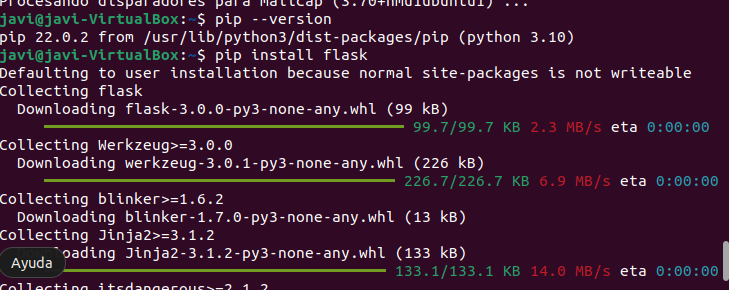 Procesando disparadores para mailcap (3.70+nmu1ubuntu1) ...
javi@javi-VirtualBox:~$ pip --version
pip 22.0.2 from /usr/lib/python3/dist-packages/pip (python 3.10)
javi@javi-VirtualBox:~$ pip install flask
Defaulting to user installation because normal site-packages is not writeable
Collecting flask
  Downloading flask-3.0.0-py3-none-any.whl (99 kB)
99.7/99.7 KB 2.3 MB/s eta 0:00:00
Collecting Werkzeug>=3.0.0
  Downloading werkzeug-3.0.1-py3-none-any.whl (226 kB)
226.7/226.7 KB 6.9 MB/s eta 0:00:00
Collecting blinker>=1.6.2
  Downloading blinker-1.7.0-py3-none-any.whl (13 kB)
Collecting Jinja2>=3.1.2
oading Jinja2-3.1.2-py3-none-any.whl (133 kB)
Ayuda
133.1/133.1 KB 14.0 MB/s eta 0:00:00
Collecting itsdangerous>=2.1.2